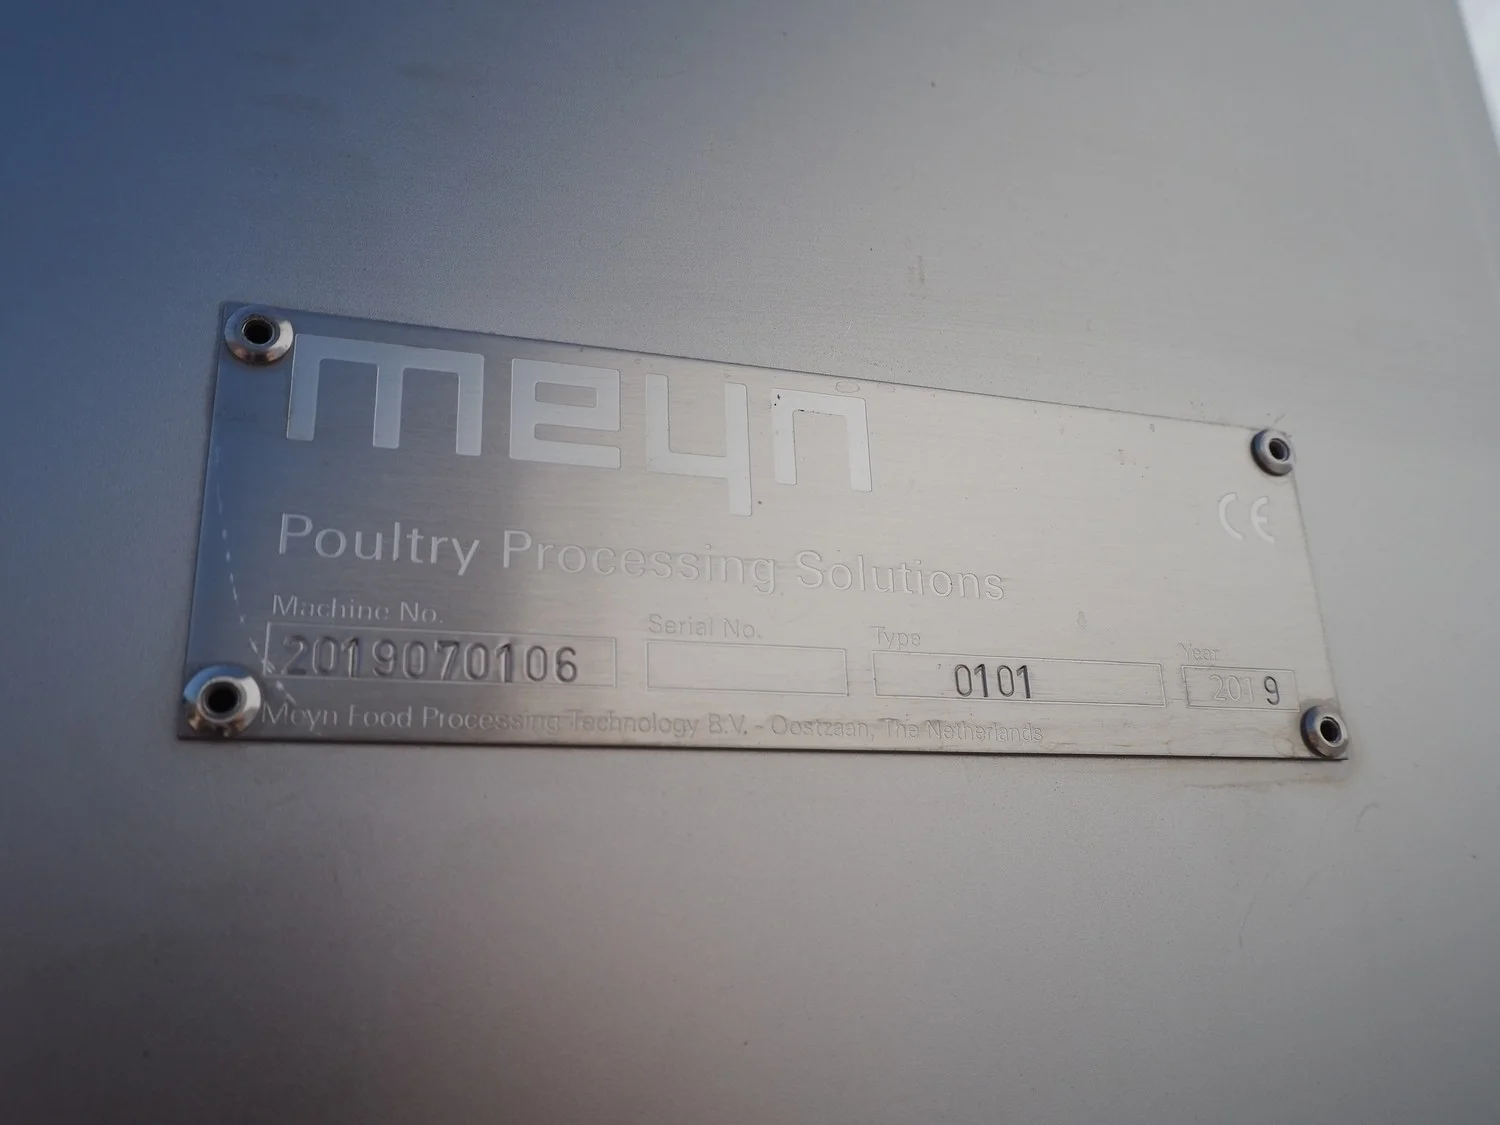 meyn
CE
Poultry Processing Solutions
Machine No. Serial No. Type Year
2019070106 0101 2019
Meyn Food Processing Technology B.V. - Oostzaan, The Netherlands